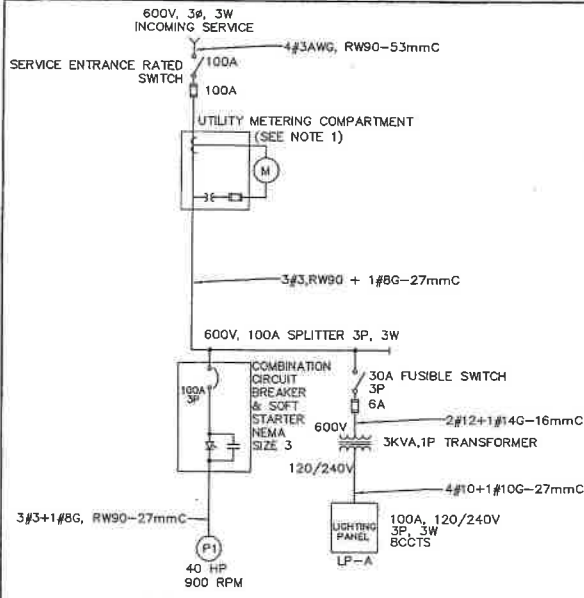 600V, 3ø, 3W
INCOMING SERVICE
4#3AWG, RW90-53mmC
SERVICE ENTRANCE RATED
SWITCH
100A
100A
UTILITY METERING COMPARTMENT
(SEE NOTE 1)
M
3#3,RW90 + 1#8G-27mmC
600V, 100A SPLITTER 3P, 3W
COMBINATION
CIRCUIT
BREAKER
& SOFT
STARTER
NEMA
SIZE 3
100A
3P
30A FUSIBLE SWITCH
3P
6A
2#12+1#14G-16mmC
600V
3KVA,1P TRANSFORMER
120/240V
4#10+1#10G-27mmC
3#3+1#8G, RW90-27mmC
P1
40 HP
900 RPM
LIGHTING
PANEL
LP-A
100A, 120/240V
3P, 3W
8CCTS